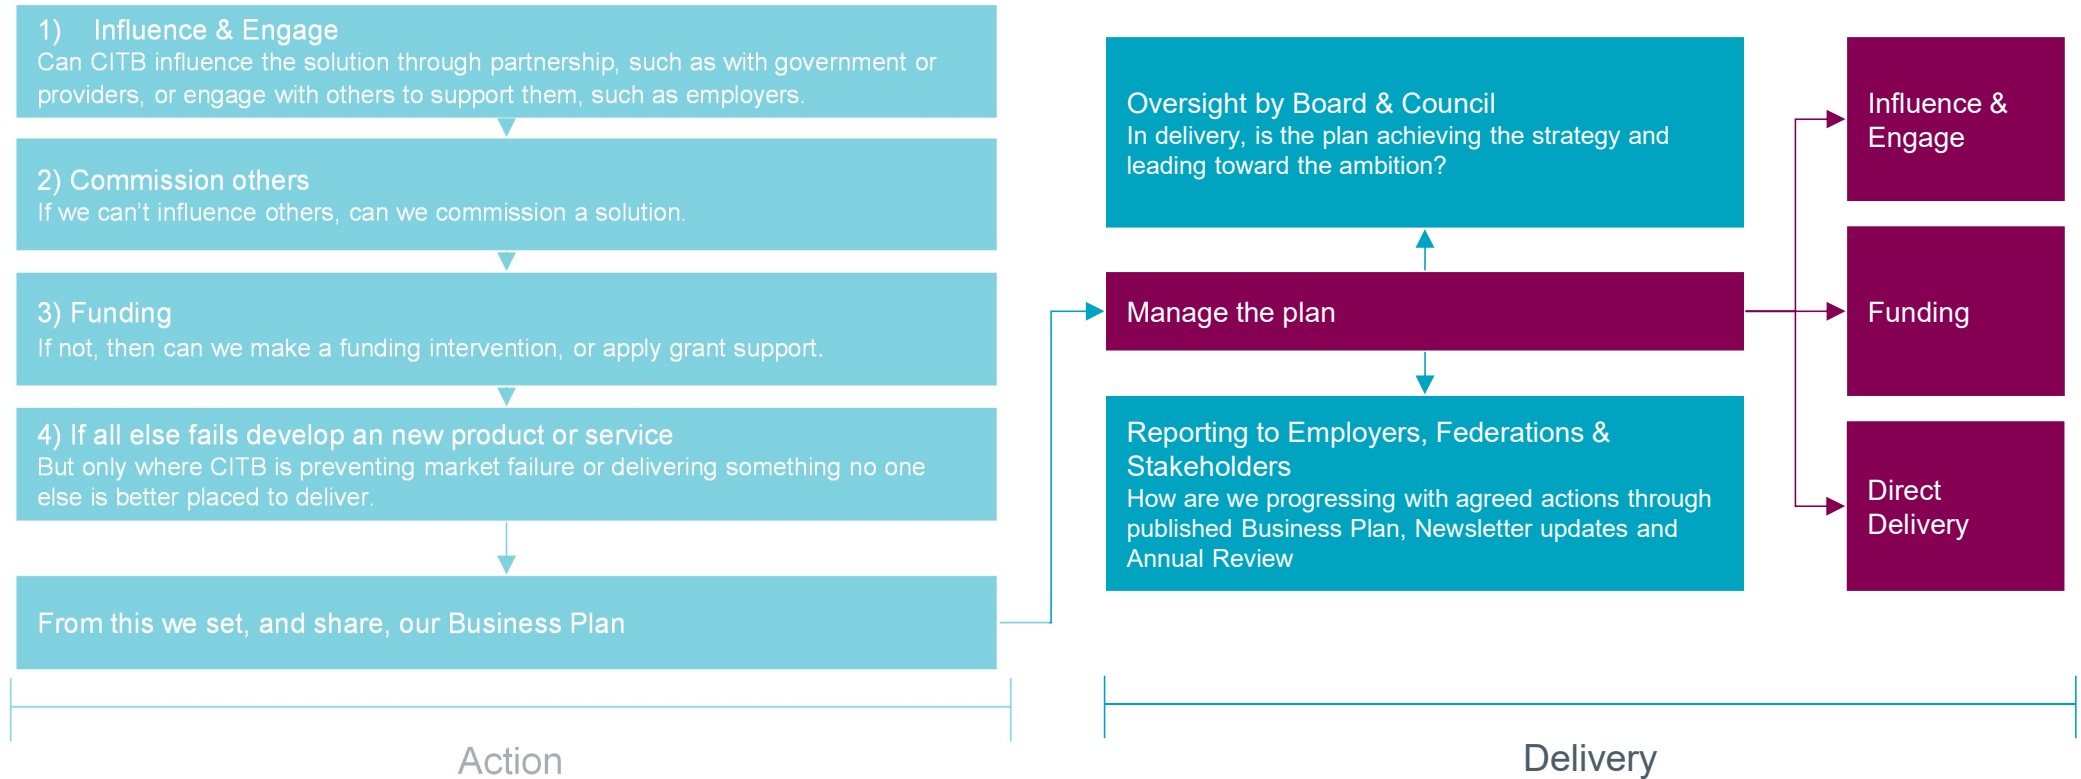 1) Influence & Engage
Can CITB influence the solution through partnership, such as with government or
providers, or engage with others to support them, such as employers.
2) Commission others
If we can't influence others, can we commission a solution.
3) Funding
If not, then can we make a funding intervention, or apply grant support.
4) If all else fails develop an new product or service
But only where CITB is preventing market failure or delivering something no one
else is better placed to deliver.
From this we set, and share, our Business Plan
Action
Oversight by Board & Council
In delivery, is the plan achieving the strategy and
leading toward the ambition?
Manage the plan
Reporting to Employers, Federations &
Stakeholders
How are we progressing with agreed actions through
published Business Plan, Newsletter updates and
Annual Review
Influence &
Engage
Funding
Direct
Delivery
Delivery